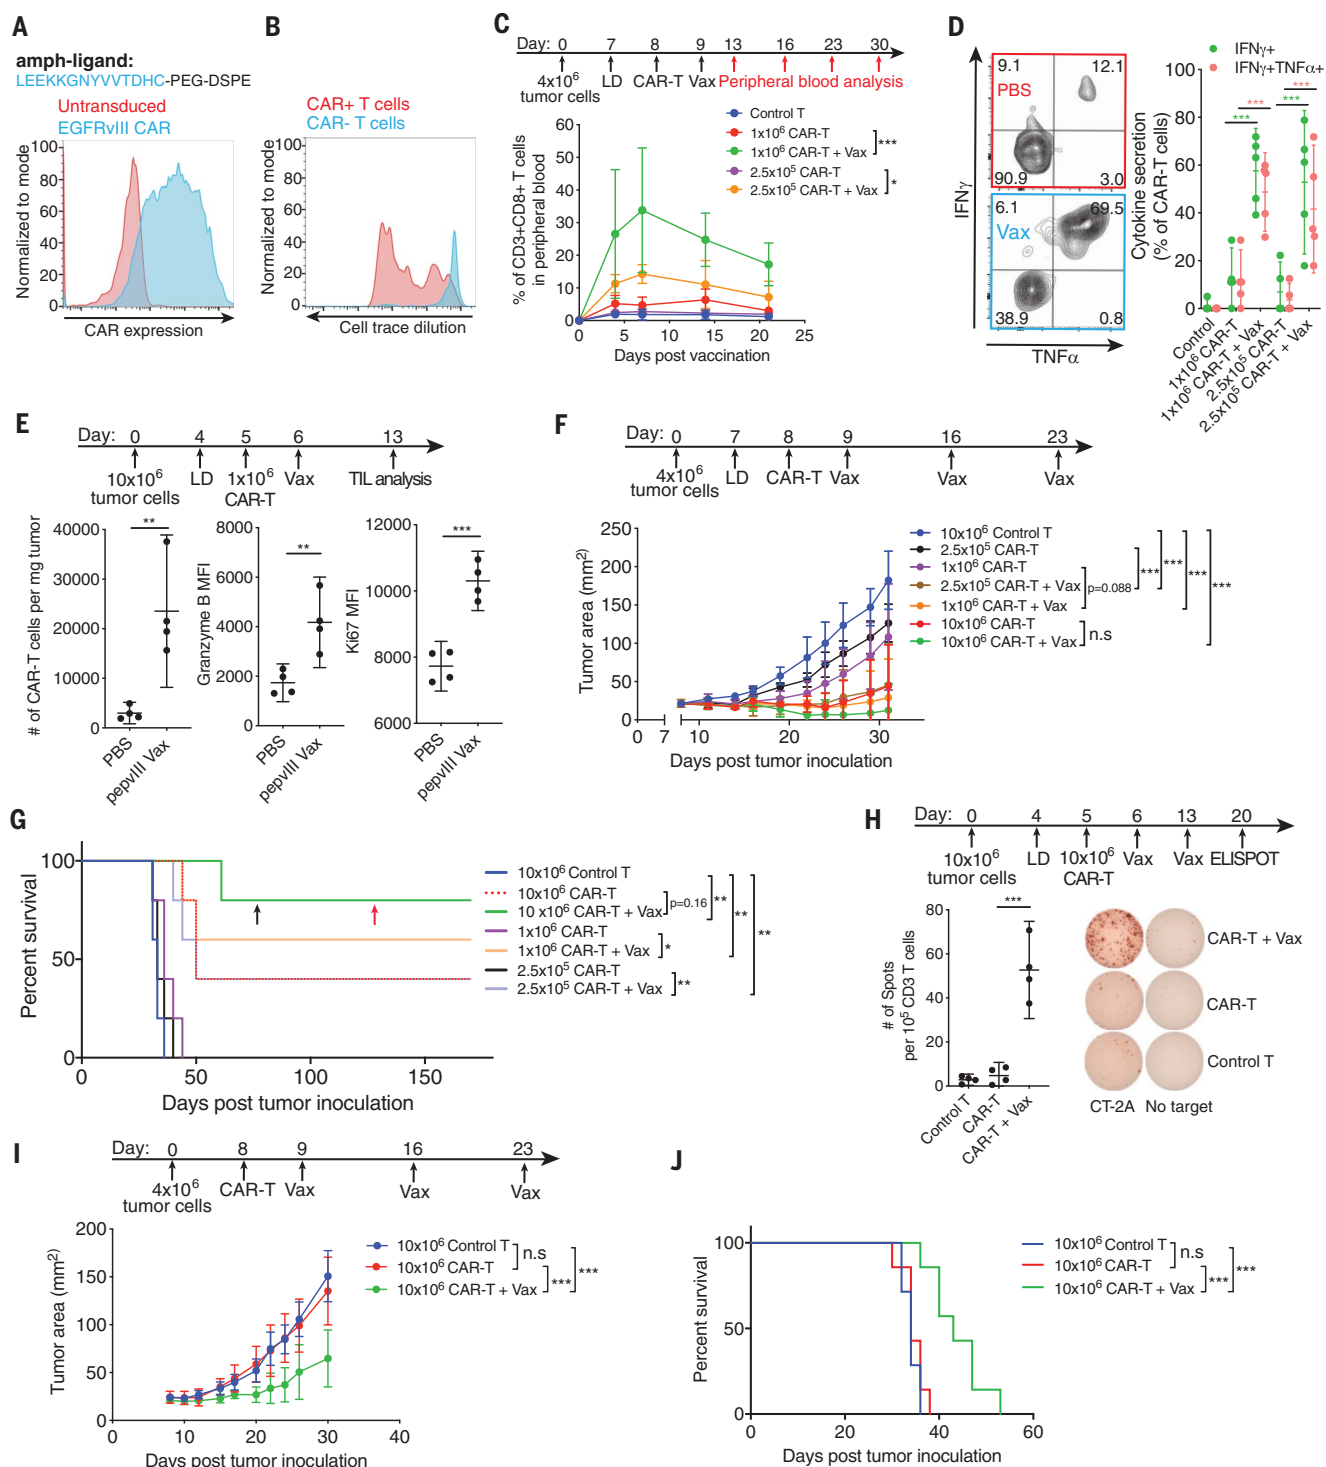 A
amph-ligand:
LEEKKGNYVVTDHC-PEG-DSPE
Untransduced
EGFRvIII CAR
Normalized to mode
100
80
60
40
20
0
CAR expression
B
CAR+ T cells
CAR- T cells
Normalized to mode
100
80
60
40
20
0
Cell trace dilution
C
Day: 0 7 8 9 13 16 23 30
4x10⁶ tumor cells
LD
CAR-T
Vax
Peripheral blood analysis
% of CD3+CD8+ T cells
in peripheral blood
60
50
40
30
20
10
0
0 5 10 15 20 25
Days post vaccination
Control T
1x10⁶ CAR-T
1x10⁶ CAR-T + Vax
2.5x10⁵ CAR-T
2.5x10⁵ CAR-T + Vax
***
*
D
9.1 12.1
PBS
90.9 3.0
6.1 69.5
Vax
38.9 0.8
IFNγ
TNFα
IFNγ+
IFNγ+TNFα+
Cytokine secretion
(% of CAR-T cells)
100
80
60
40
20
0
*** ***
*** ***
Control
1x10⁶ CAR-T
1x10⁶ CAR-T + Vax
2.5x10⁵ CAR-T
2.5x10⁵ CAR-T + Vax
E
Day: 0 4 5 6 13
10x10⁶
tumor cells
LD
1x10⁶
CAR-T
Vax
TIL analysis
# of CAR-T cells per mg tumor
40000
30000
20000
10000
0
**
PBS
pepvIII Vax
Granzyme B MFI
8000
6000
4000
2000
0
**
PBS
pepvIII Vax
Ki67 MFI
12000
10000
8000
6000
***
PBS
pepvIII Vax
F
Day: 0 7 8 9 16 23
4x10⁶
tumor cells
LD
CAR-T
Vax
Vax
Vax
Tumor area (mm²)
250
200
150
100
50
0
0 7 10 20 30
Days post tumor inoculation
10x10⁶ Control T
2.5x10⁵ CAR-T
1x10⁶ CAR-T
2.5x10⁵ CAR-T + Vax
1x10⁶ CAR-T + Vax
10x10⁶ CAR-T
10x10⁶ CAR-T + Vax
p=0.088
***
***
***
***
n.s
G
Percent survival
100
50
0
0 50 100 150
Days post tumor inoculation
10x10⁶ Control T
10x10⁶ CAR-T
10 x10⁶ CAR-T + Vax
1x10⁶ CAR-T
1x10⁶ CAR-T + Vax
2.5x10⁵ CAR-T
2.5x10⁵ CAR-T + Vax
p=0.16
**
**
**
*
**
H
Day: 0 4 5 6 13 20
10x10⁶
tumor cells
LD
10x10⁶
CAR-T
Vax
Vax
ELISPOT
# of Spots
per 10⁵ CD3 T cells
80
60
40
20
0
***
Control T
CAR-T
CAR-T + Vax
CAR-T + Vax
CAR-T
Control T
CT-2A No target
I
Day: 0 8 9 16 23
4x10⁶
tumor cells
CAR-T
Vax
Vax
Vax
Tumor area (mm²)
200
150
100
50
0
0 10 20 30 40
Days post tumor inoculation
10x10⁶ Control T
10x10⁶ CAR-T
10x10⁶ CAR-T + Vax
n.s
***
***
J
Percent survival
100
50
0
0 20 40 60
Days post tumor inoculation
10x10⁶ Control T
10x10⁶ CAR-T
10x10⁶ CAR-T + Vax
n.s
***
***